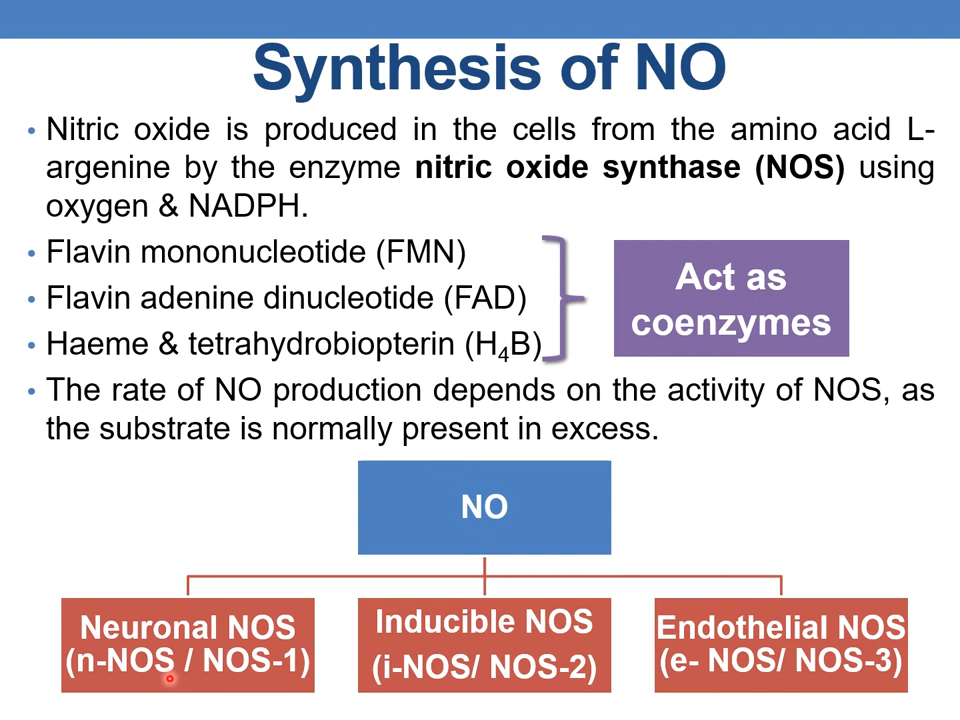 Synthesis of NO
• Nitric oxide is produced in the cells from the amino acid L-
argenine by the enzyme nitric oxide synthase (NOS) using
oxygen & NADPH.
• Flavin mononucleotide (FMN)
• Flavin adenine dinucleotide (FAD)
• Haeme & tetrahydrobiopterin (H₄B)
Act as
coenzymes
• The rate of NO production depends on the activity of NOS, as
the substrate is normally present in excess.
NO
Neuronal NOS
(n-NOS / NOS-1)
Inducible NOS
(i-NOS/ NOS-2)
Endothelial NOS
(e- NOS/ NOS-3)